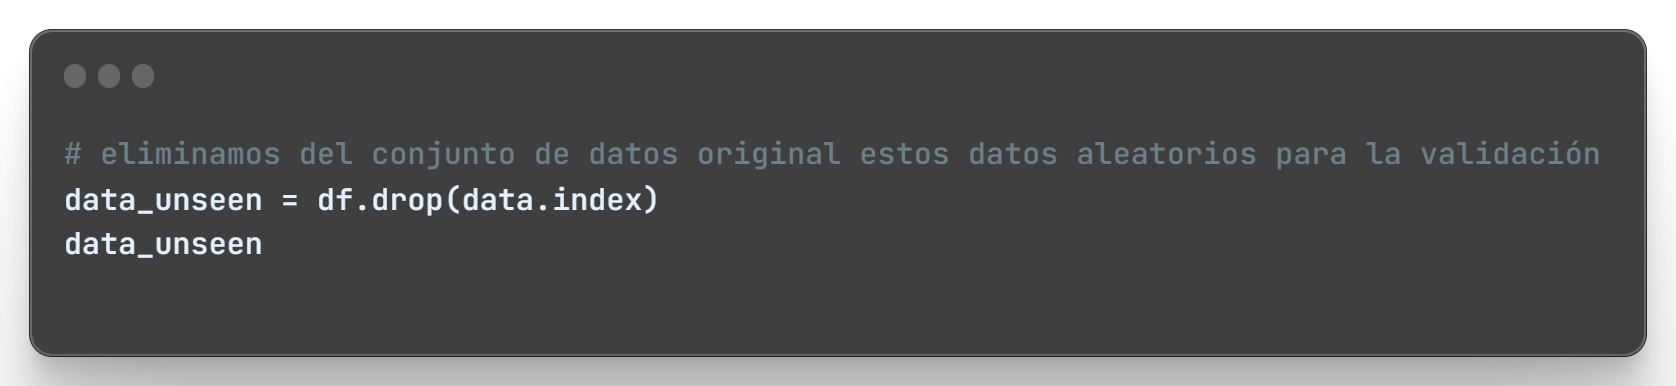 # eliminamos del conjunto de datos original estos datos aleatorios para la validación
data_unseen = df.drop(data.index)
data_unseen